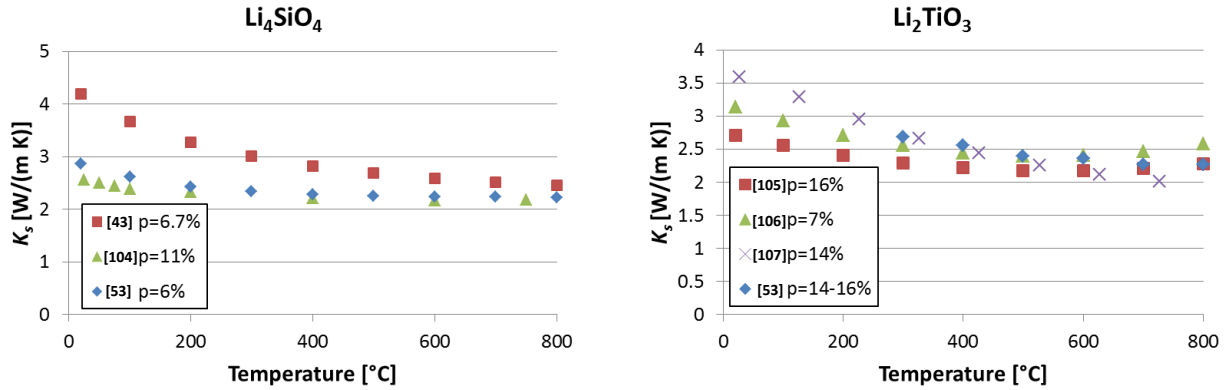 Li₄SiO₄
5
4
3
2
1
0
Kₛ [W/(m K)]
[43] p=6.7%
[104] p=11%
[53] p=6%
0 200 400 600 800
Temperature [°C]
Li₂TiO₃
4
3.5
3
2.5
2
1.5
1
0.5
0
Kₛ [W/(m K)]
[105] p=16%
[106] p=7%
[107] p=14%
[53] p=14-16%
0 200 400 600 800
Temperature [°C]